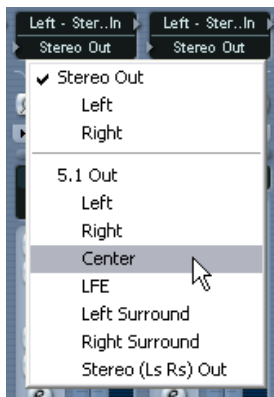 Left - Ster..In Left - Ster..In
Stereo Out Stereo Out
Stereo Out
Left
Right
5.1 Out
Left
Right
Center
LFE
Left Surround
Right Surround
Stereo (Ls Rs) Out
e e